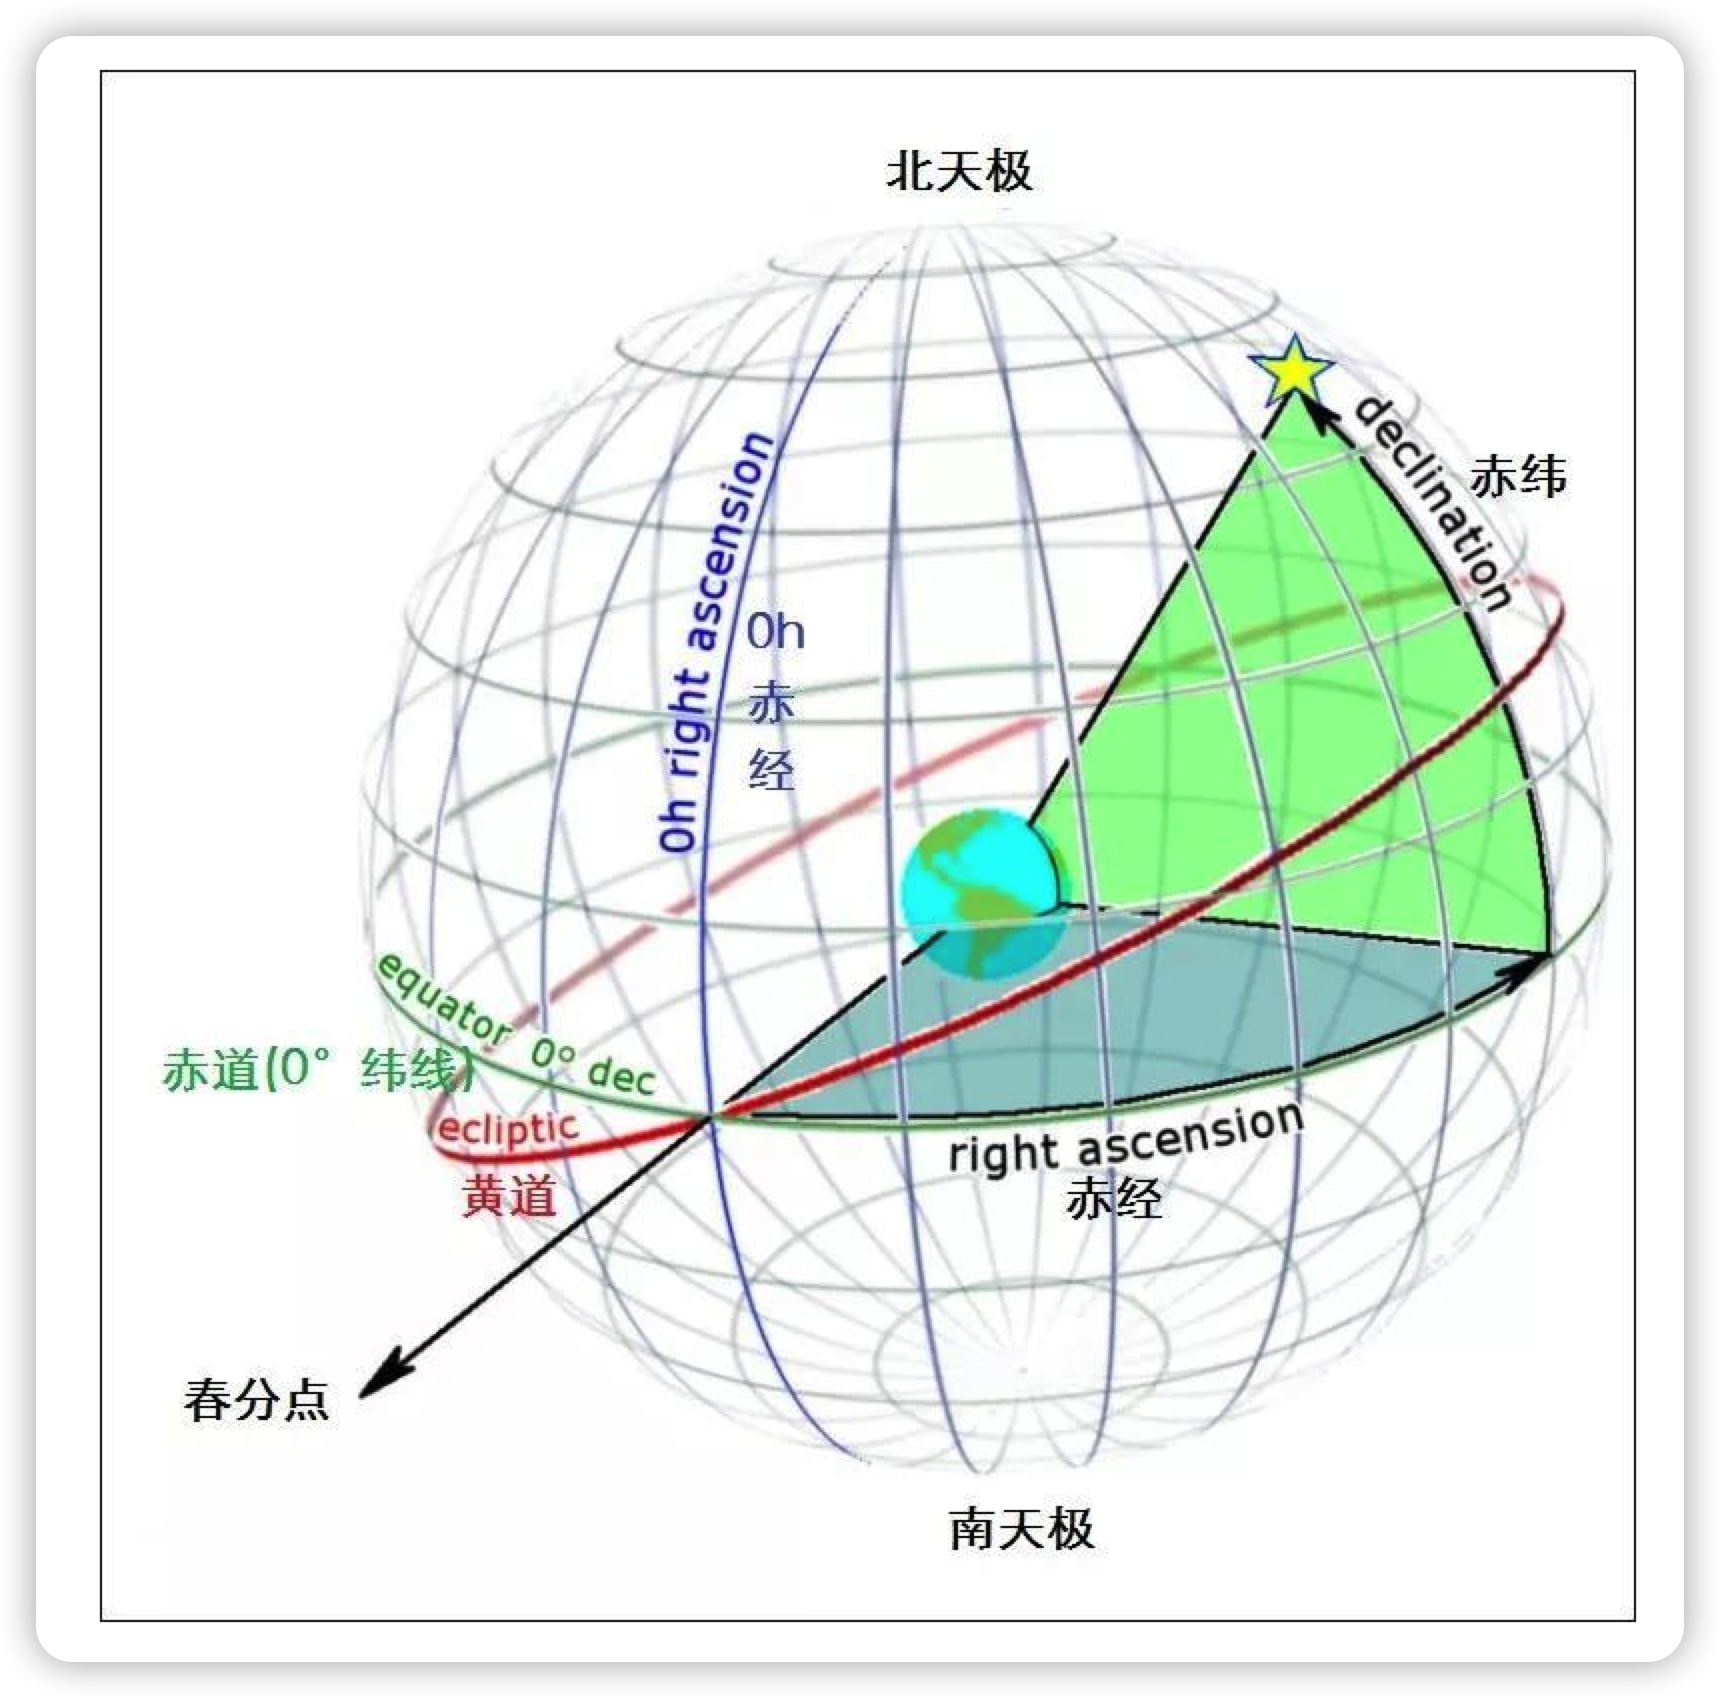 北天极
declination
赤纬
0h right ascension
0h
赤
经
equator 0° dec
赤道(0° 纬线)
ecliptic
黄道
right ascension
赤经
春分点
南天极